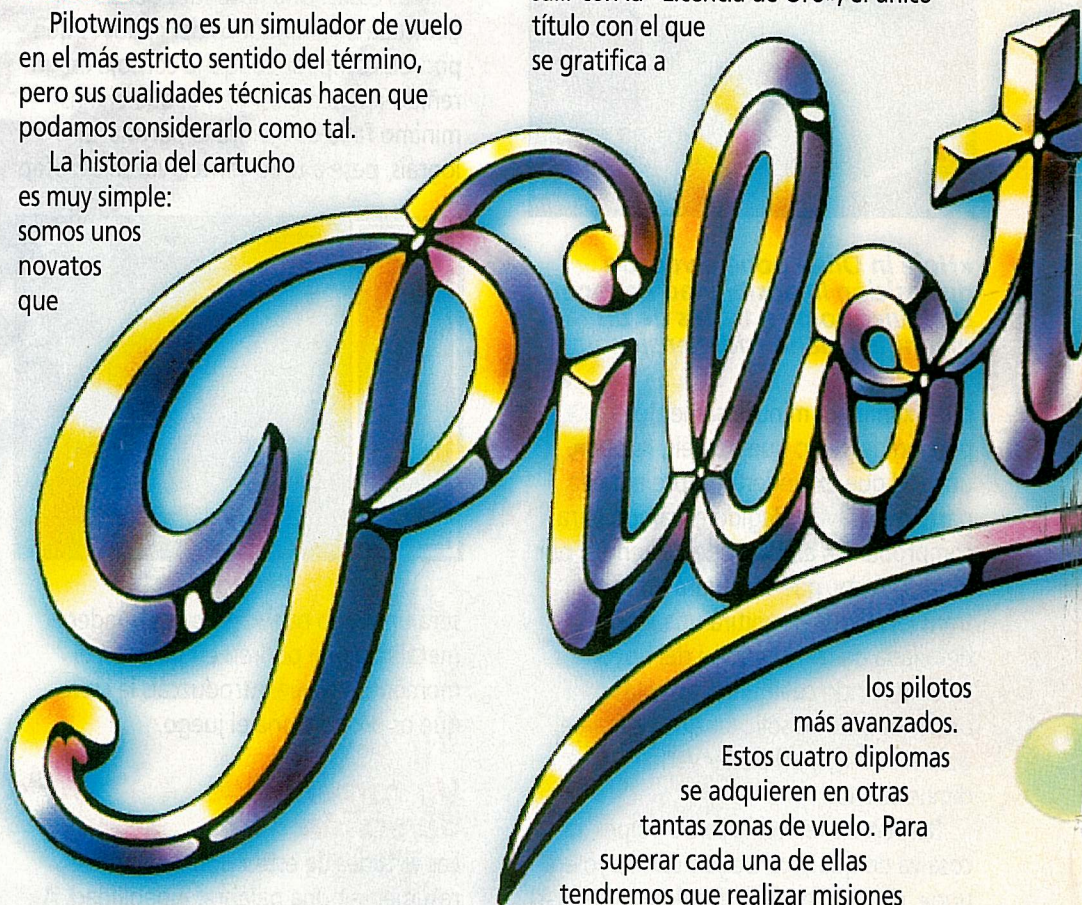 Pilotwings no es un simulador de vuelo
en el más estricto sentido del término,
pero sus cualidades técnicas hacen que
podamos considerarlo como tal.
La historia del cartucho
es muy simple:
somos unos
novatos
que
título con el que
se gratifica a
Pilot
los pilotos
más avanzados.
Estos cuatro diplomas
se adquieren en otras
tantas zonas de vuelo. Para
superar cada una de ellas
tendremos que realizar misiones